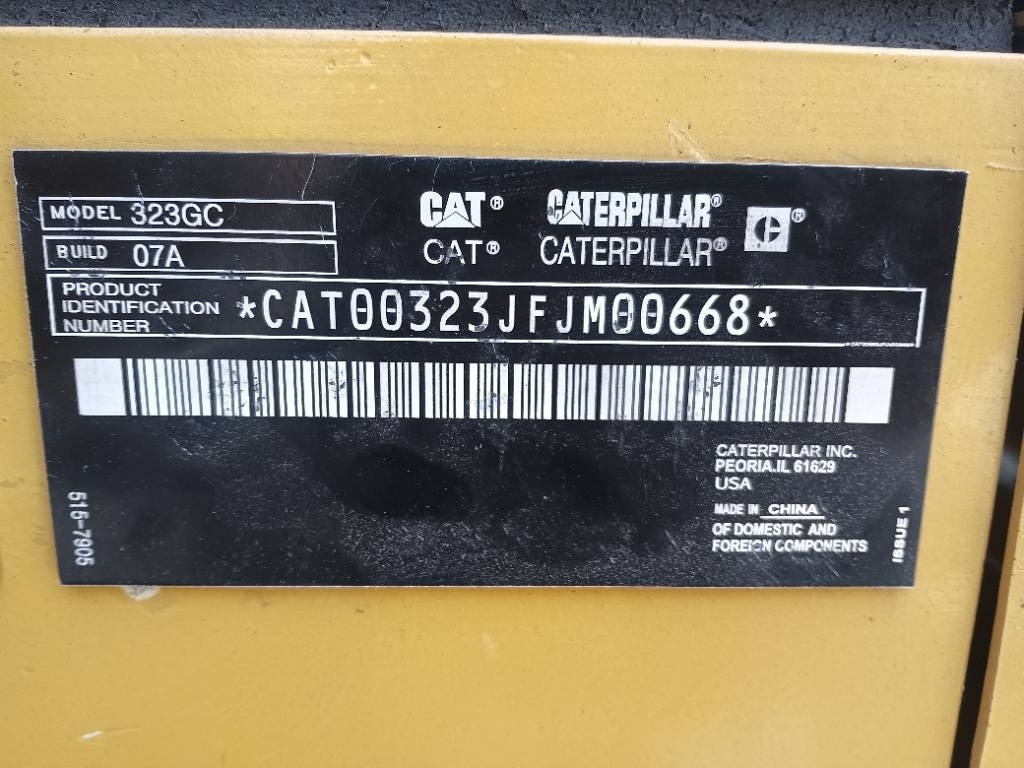 MODEL 323GC
BUILD 07A
CAT® CATERPILLAR® C®
CAT® CATERPILLAR®
PRODUCT
IDENTIFICATION
NUMBER
*CAT00323JFJM00668*
CATERPILLAR INC.
PEORIA.IL 61629
USA
MADE IN CHINA
OF DOMESTIC AND
FOREIGN COMPONENTS
515-7905
ISSUE 1